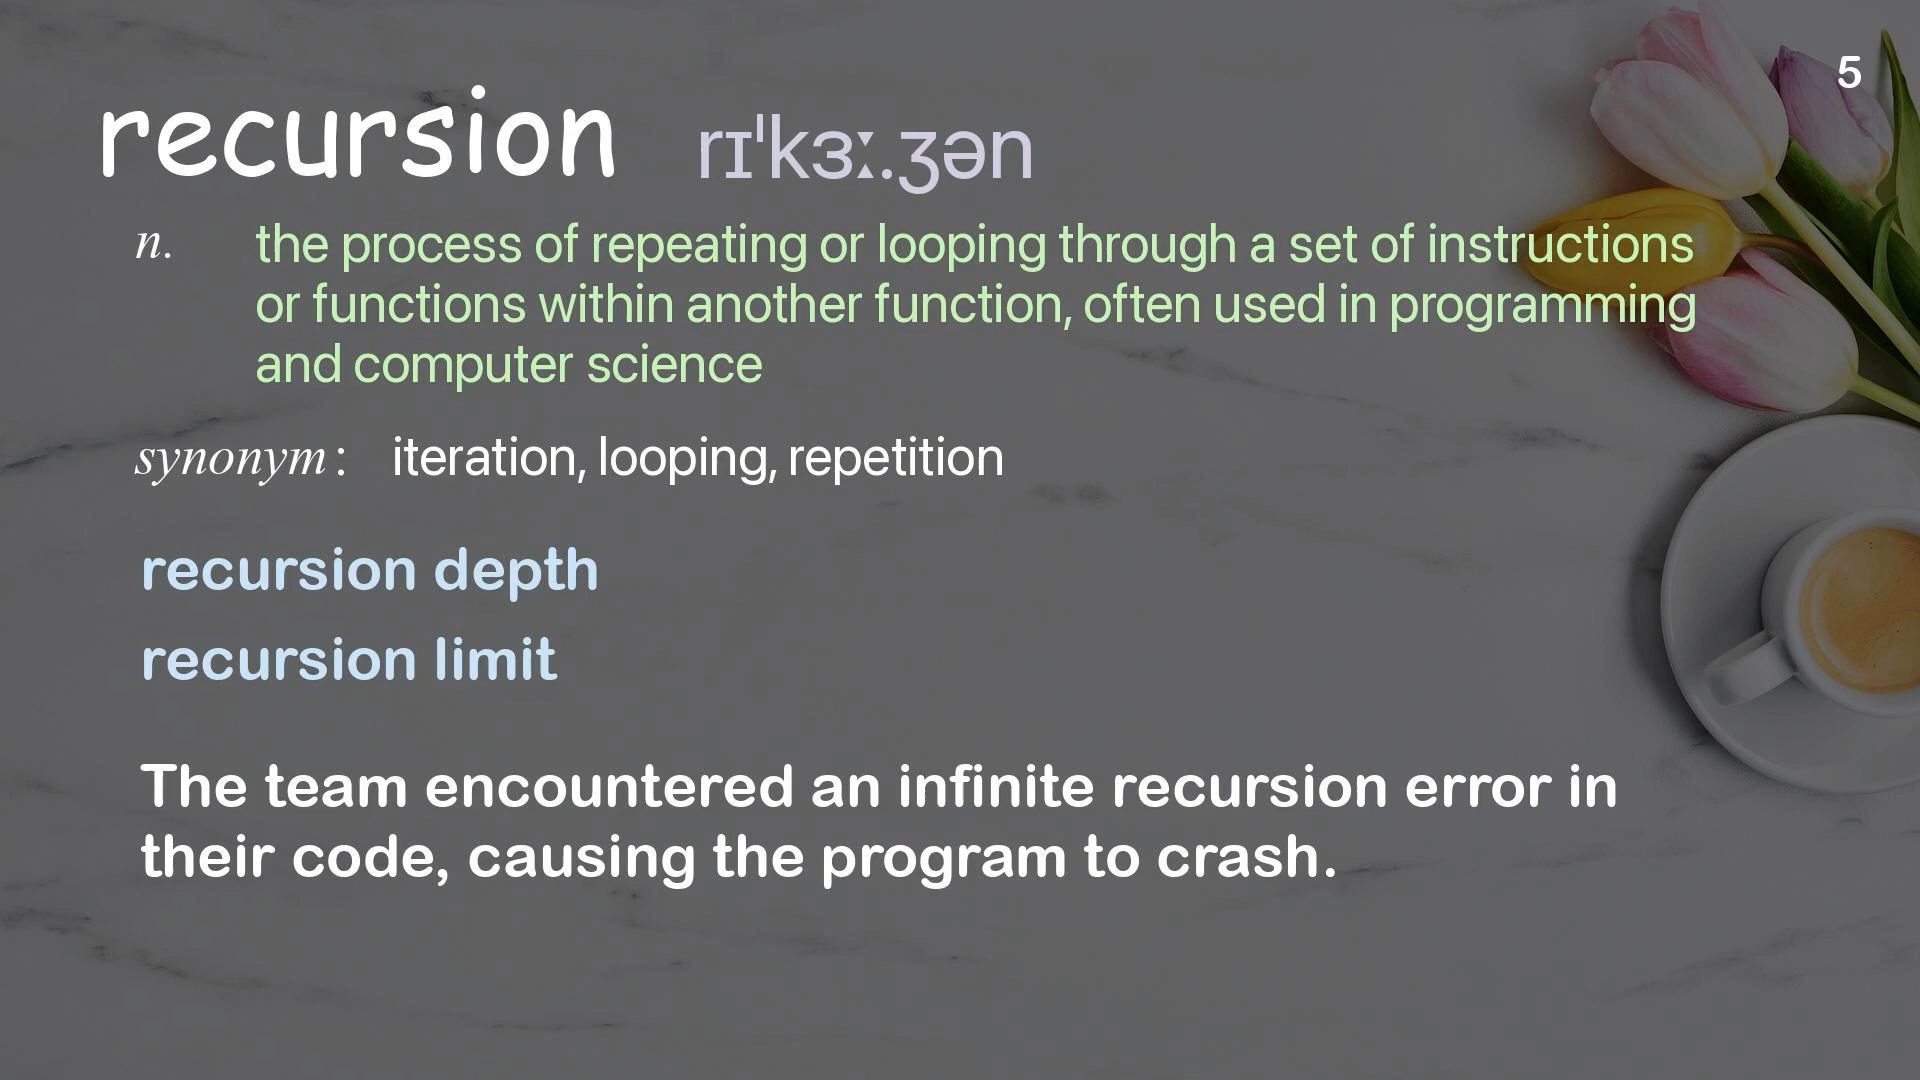 5
recursion rɪˈkɜː.ʒən
n. the process of repeating or looping through a set of instructions
or functions within another function, often used in programming
and computer science
synonym: iteration, looping, repetition
recursion depth
recursion limit
The team encountered an infinite recursion error in
their code, causing the program to crash.